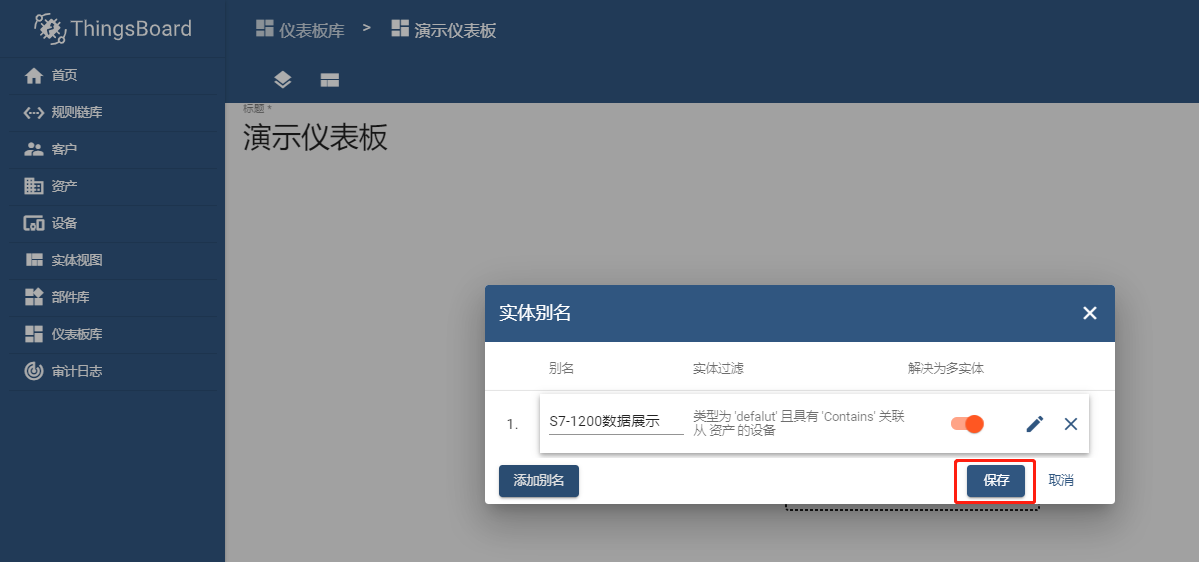 ThingsBoard
首页
规则链库
客户
资产
设备
实体视图
部件库
仪表板库
审计日志
仪表板库 > 演示仪表板
标题 *
演示仪表板
实体别名
别名 实体过滤 解决为多实体
1. S7-1200数据展示 类型为 'defalut' 且具有 'Contains' 关联
从 资产 的设备
添加别名 保存 取消